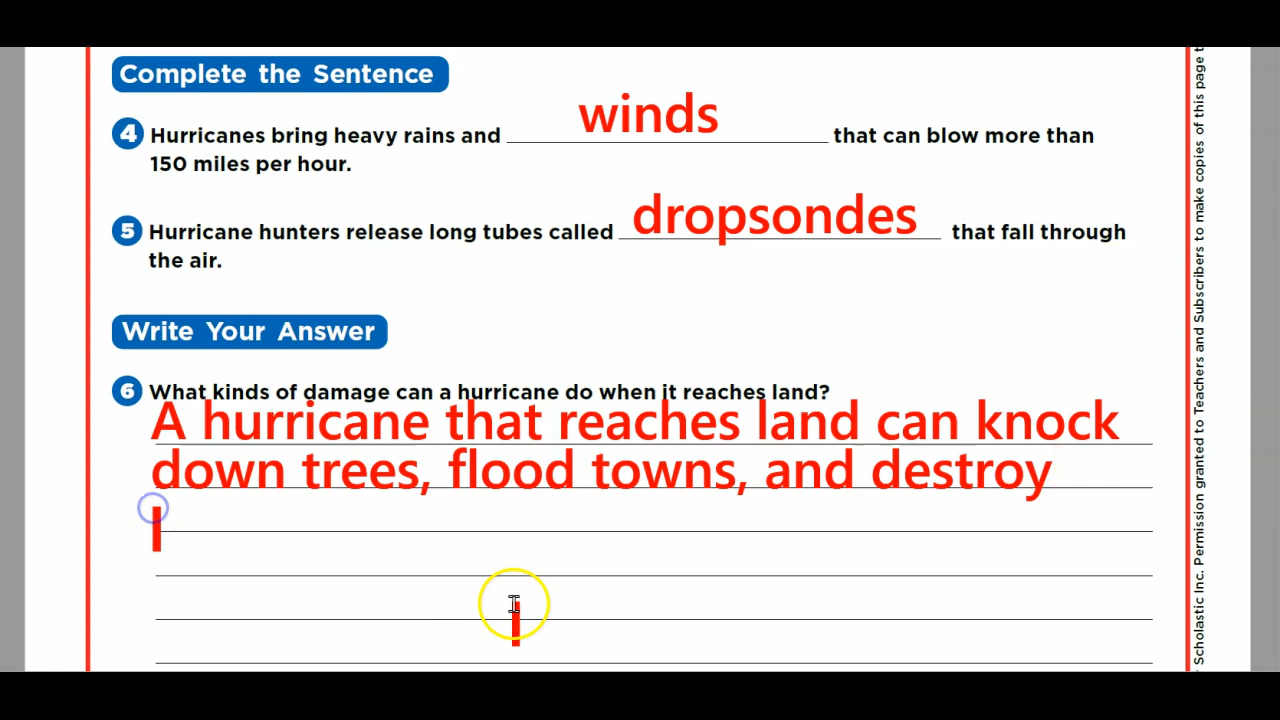 Complete the Sentence
4 Hurricanes bring heavy rains and winds that can blow more than
150 miles per hour.
5 Hurricane hunters release long tubes called dropsondes that fall through
the air.
Write Your Answer
6 What kinds of damage can a hurricane do when it reaches land?
A hurricane that reaches land can knock
down trees, flood towns, and destroy
Scholastic Inc. Permission granted to Teachers and Subscribers to make copies of this page t